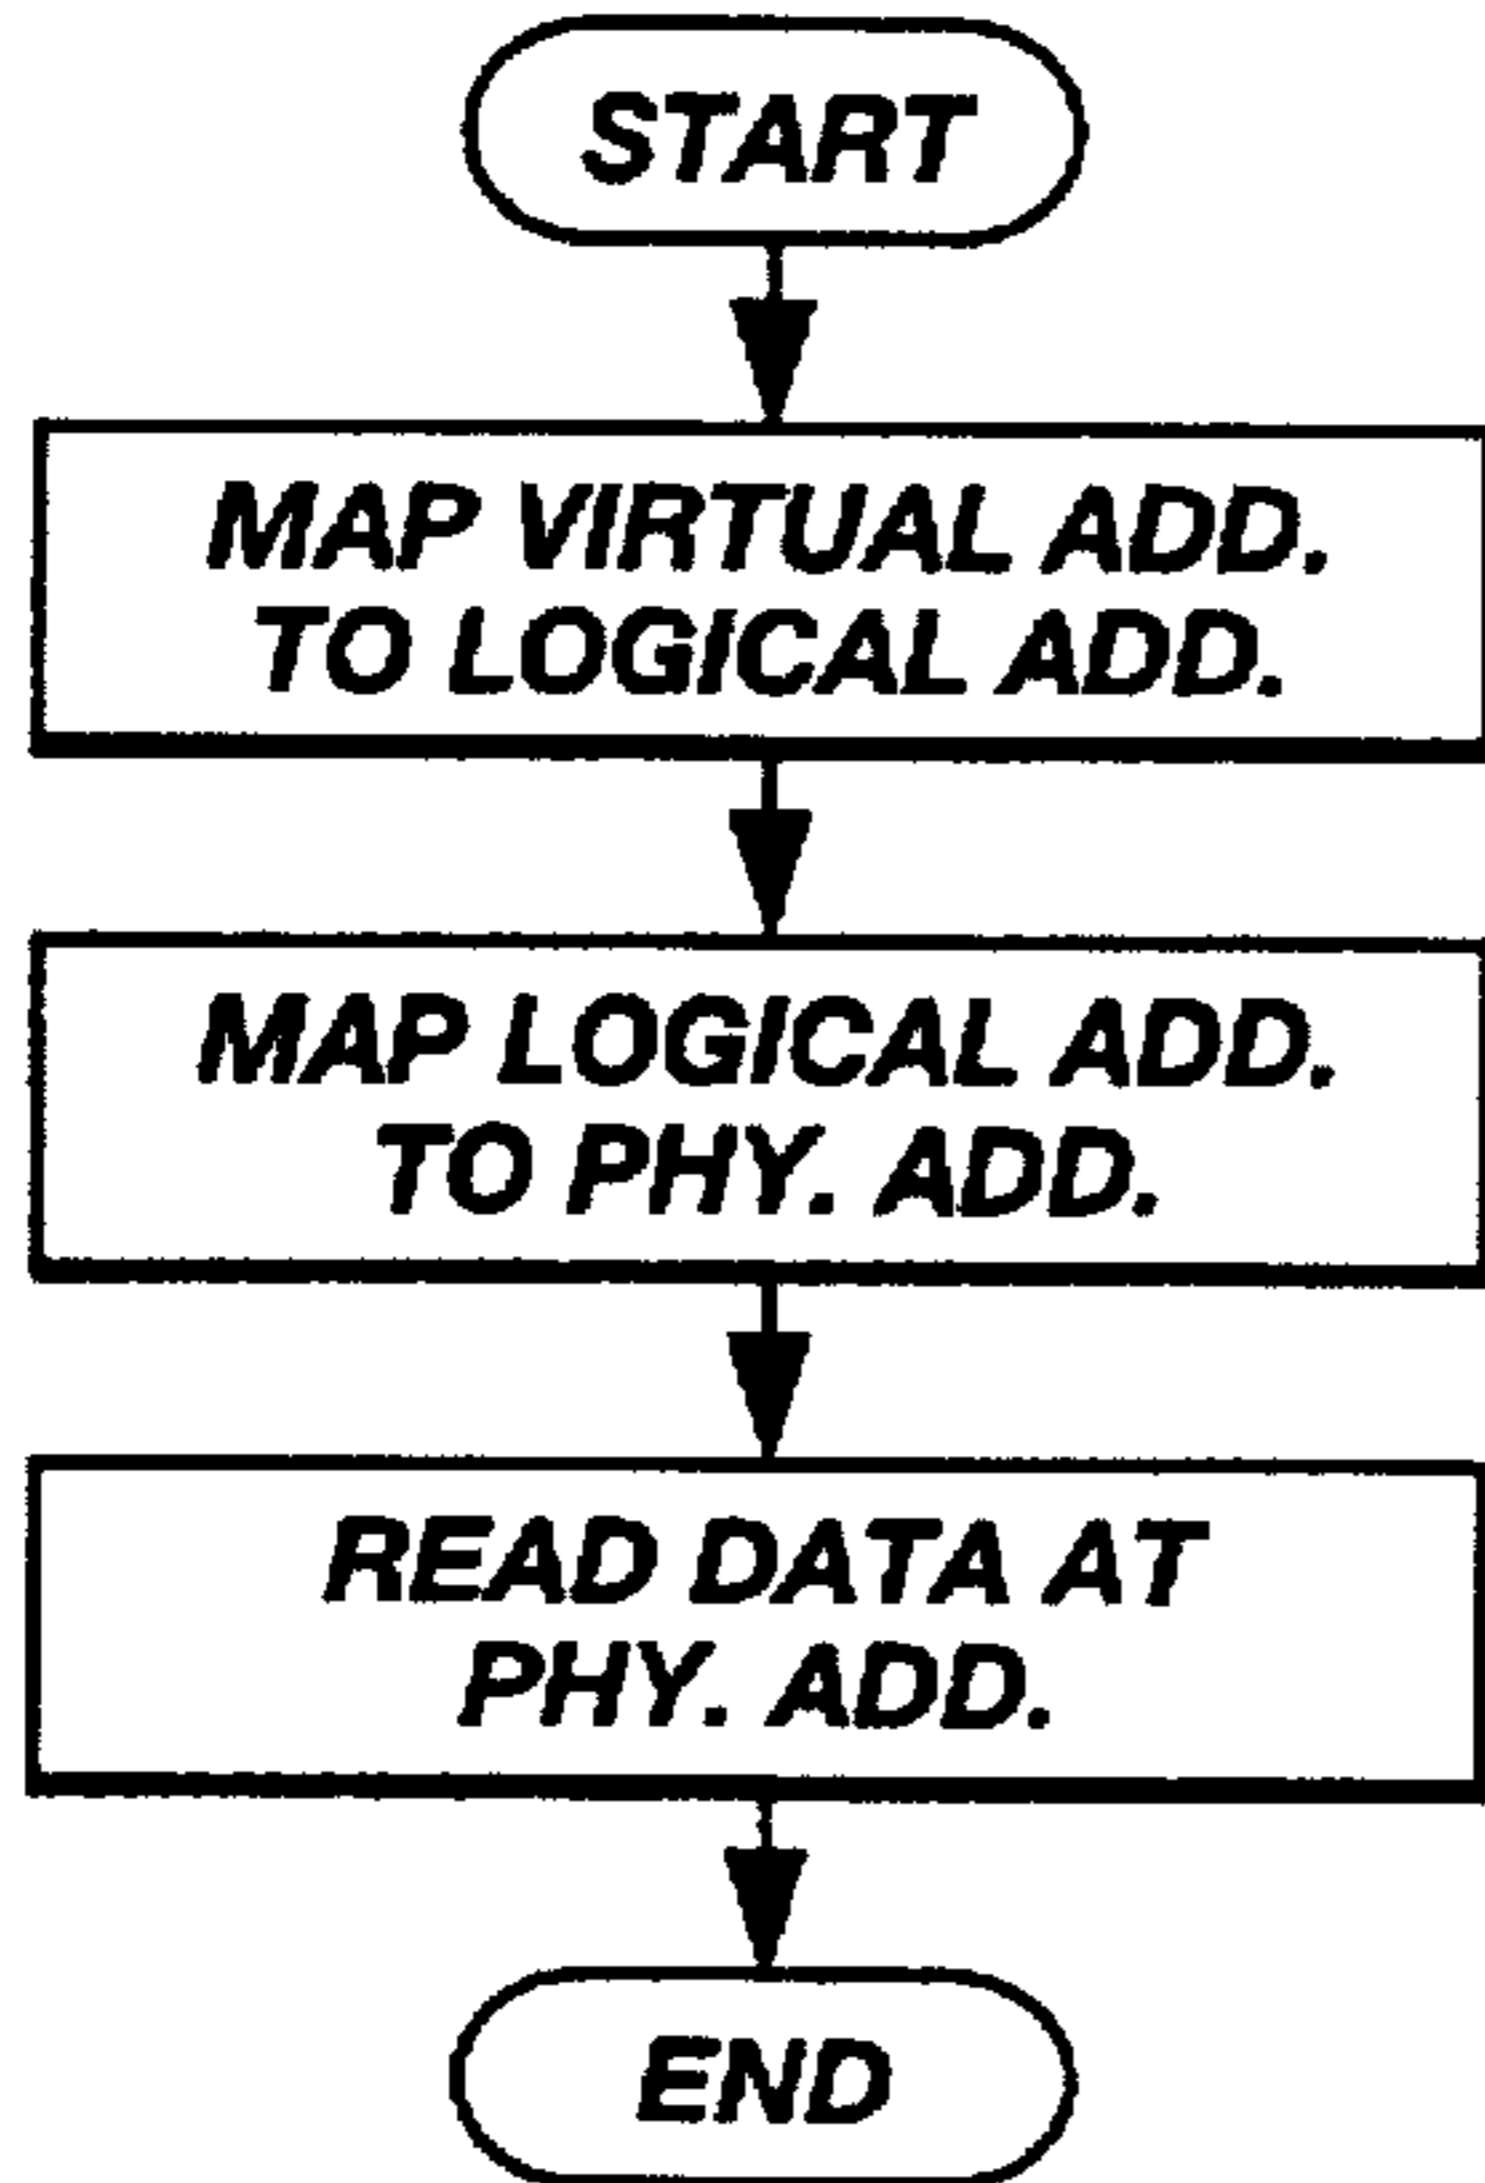 START
MAP VIRTUAL ADD.
TO LOGICAL ADD.
MAP LOGICAL ADD.
TO PHY. ADD.
READ DATA AT
PHY. ADD.
END